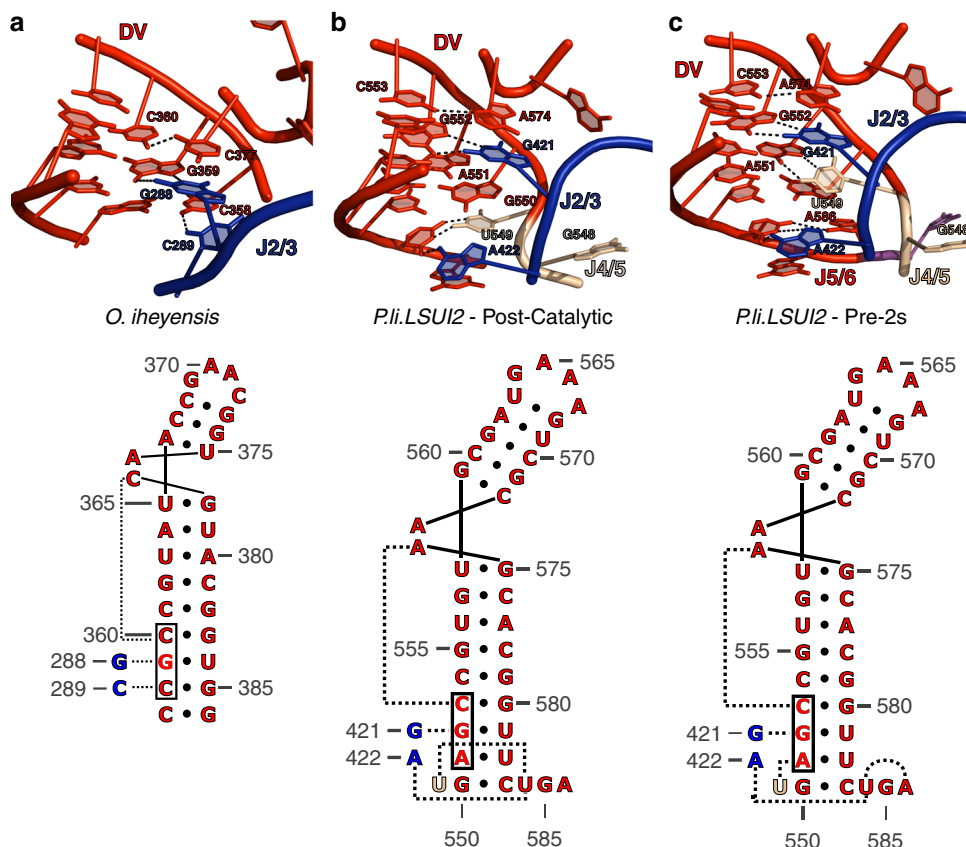 a
DV
C360
C377
G359
G288
C358
C289
J2/3
O. iheyensis
b
DV
C553
G552
A574
G421
A551
G550
J2/3
U549
G548
A422
J4/5
P.li.LSUI2 - Post-Catalytic
c
DV
C553
A574
G552
J2/3
G421
A551
U549
A586
G548
A422
J5/6
J4/5
P.li.LSUI2 - Pre-2s
370
A
G A
C C
C G
A G
A U 375
C
365 U G
A U
U A 380
G C
C G
360 C G
288 G G U
289 C C G 385
C G
A 565
G A
U A
A G
G U
C C 570
560 G G
C
A
A
U G 575
G C
U A
555 G C
C G
C G 580
421 G G U
422 A A U
U G C U G A
550 585
A 565
G A
U A
A G
G U
C C 570
560 G G
C
A
A
U G 575
G C
U A
555 G C
C G
C G 580
421 G G U
422 A A U
U G C U G A
550 585